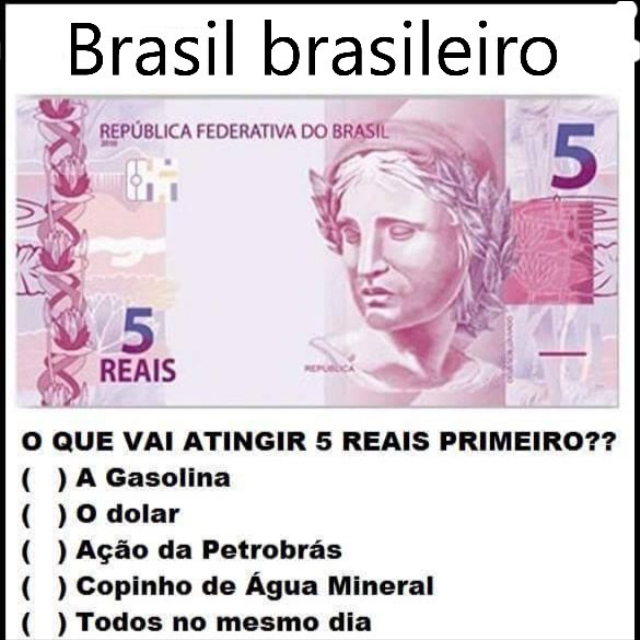 Brasil brasileiro
REPÚBLICA FEDERATIVA DO BRASIL
2010
5
5
REAIS
REPÚBLICA
O QUE VAI ATINGIR 5 REAIS PRIMEIRO??
(  ) A Gasolina
(  ) O dolar
(  ) Ação da Petrobrás
(  ) Copinho de Água Mineral
(  ) Todos no mesmo dia